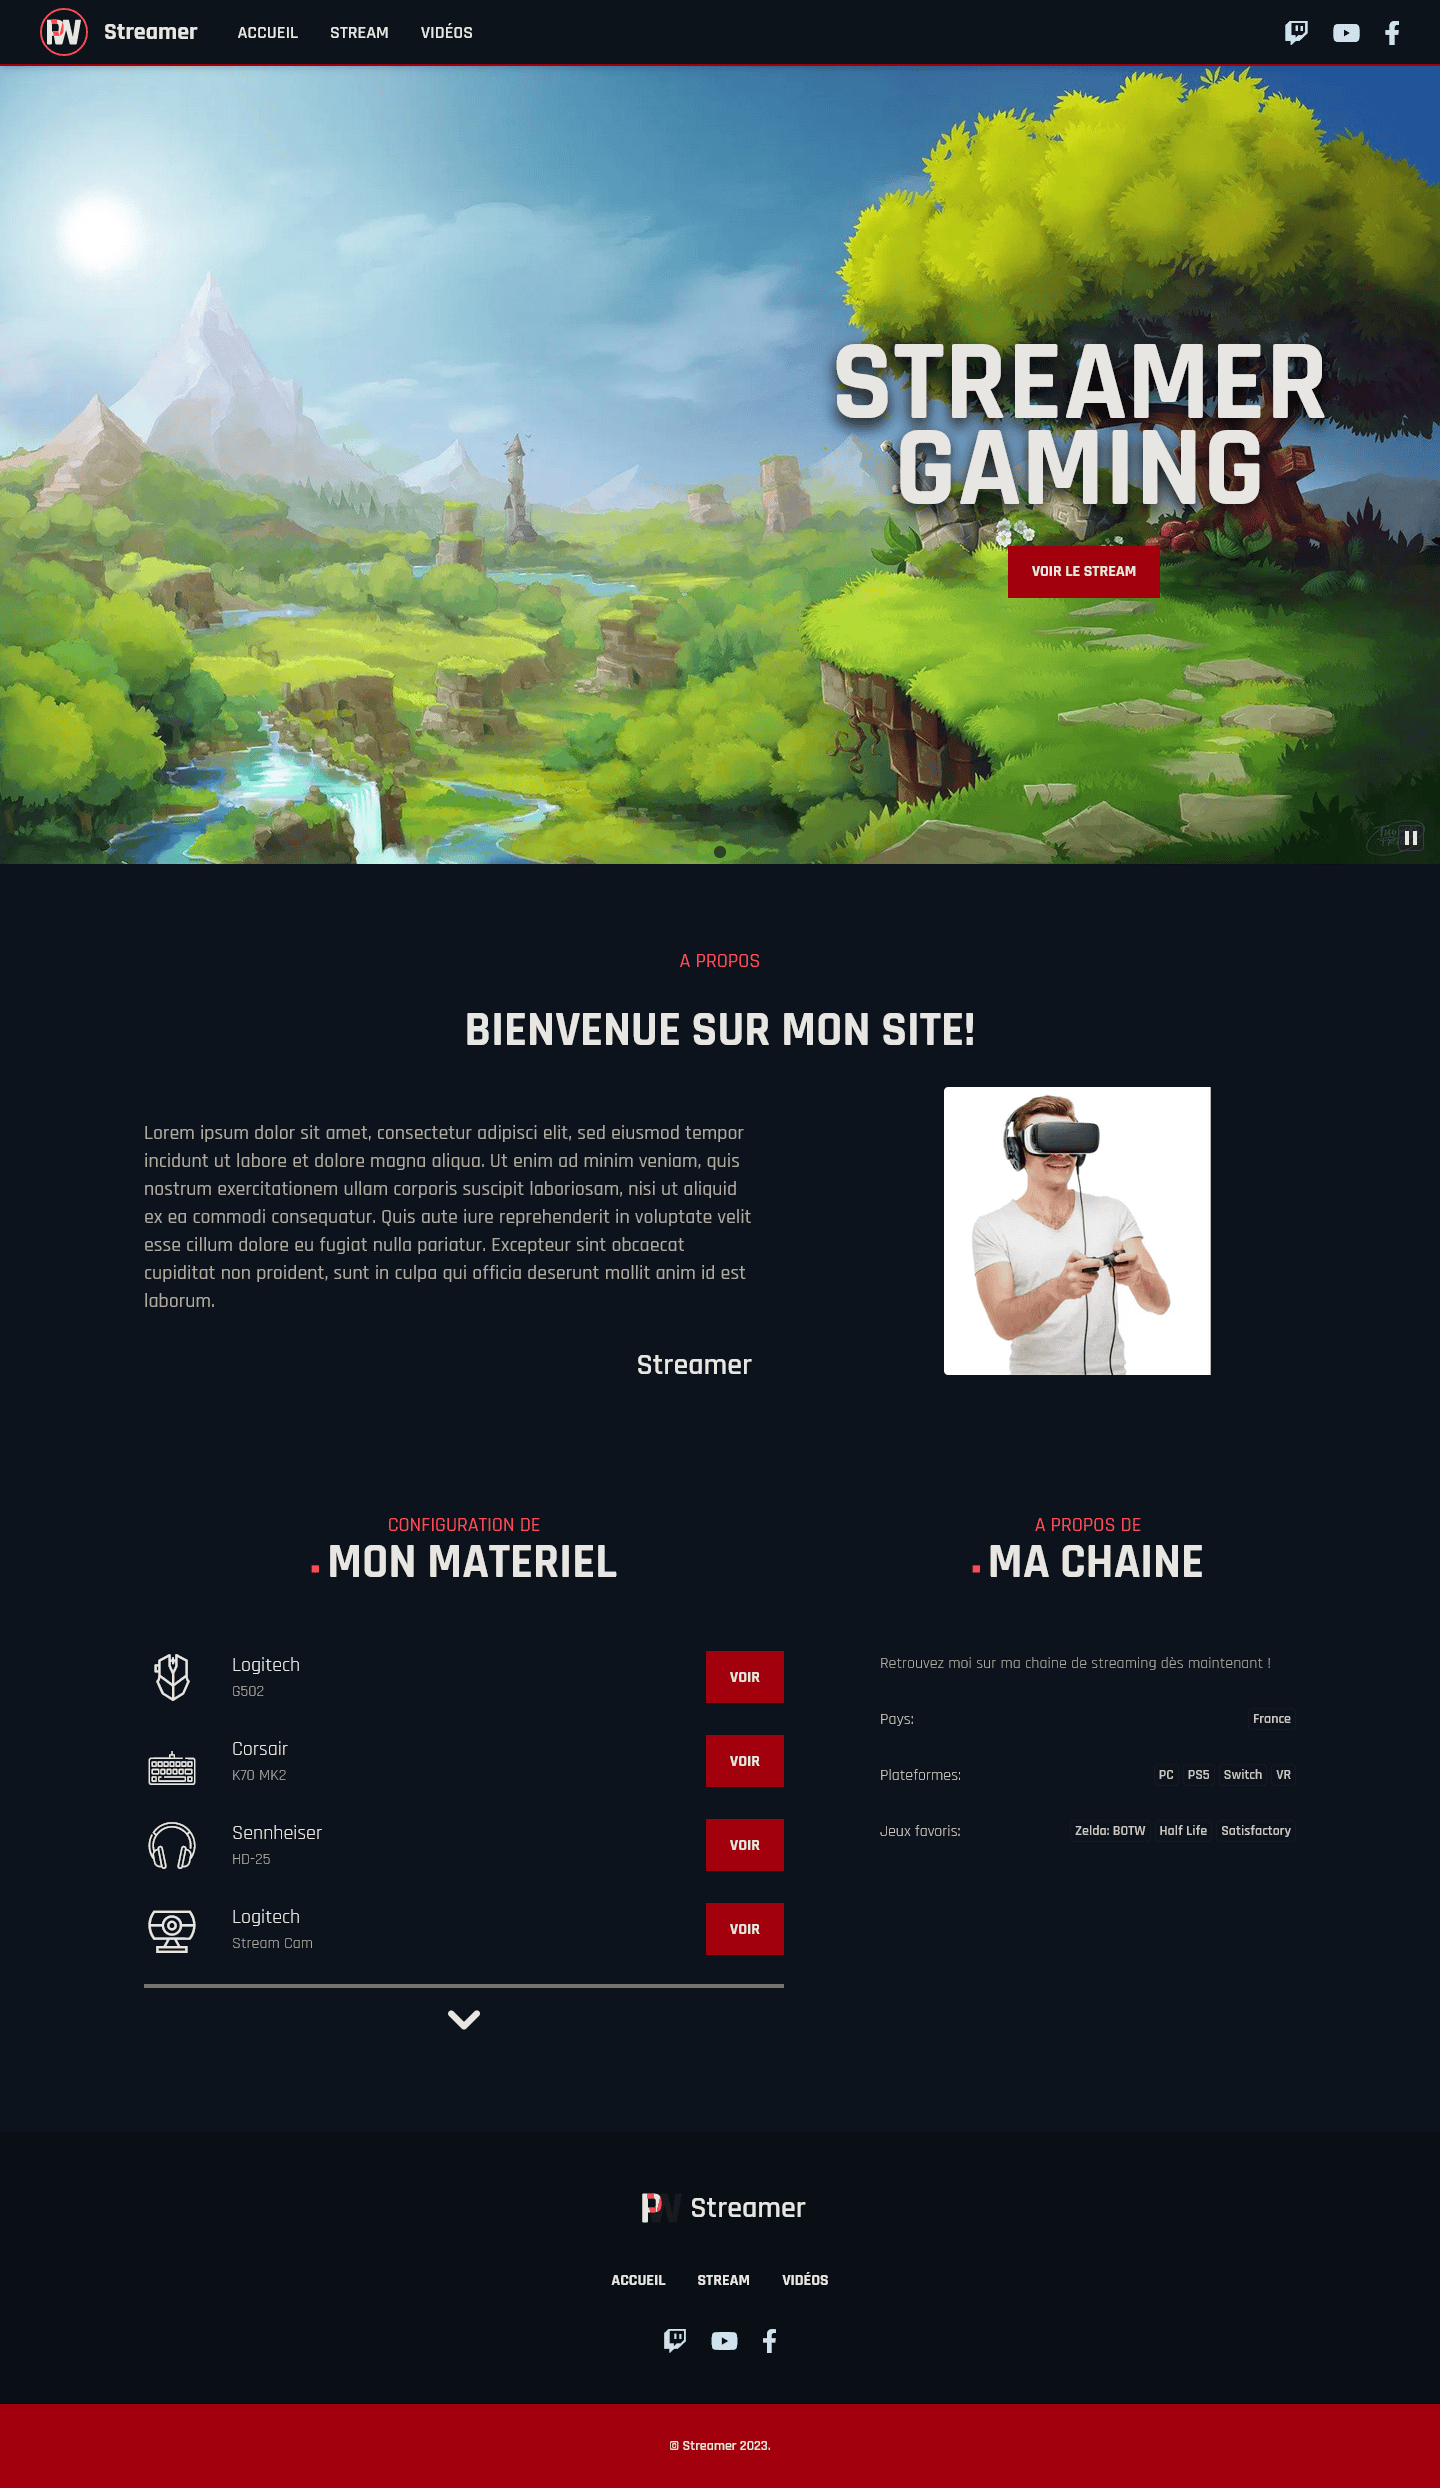 PW Streamer ACCUEIL STREAM VIDÉOS
STREAMER
GAMING
VOIR LE STREAM
A PROPOS
BIENVENUE SUR MON SITE!
Lorem ipsum dolor sit amet, consectetur adipisci elit, sed eiusmod tempor
incidunt ut labore et dolore magna aliqua. Ut enim ad minim veniam, quis
nostrum exercitationem ullam corporis suscipit laboriosam, nisi ut aliquid
ex ea commodi consequatur. Quis aute iure reprehenderit in voluptate velit
esse cillum dolore eu fugiat nulla pariatur. Excepteur sint obcaecat
cupiditat non proident, sunt in culpa qui officia deserunt mollit anim id est
laborum.
Streamer
CONFIGURATION DE
MON MATERIEL
Logitech
G502
VOIR
Corsair
K70 MK2
VOIR
Sennheiser
HD-25
VOIR
Logitech
Stream Cam
VOIR
A PROPOS DE
MA CHAINE
Retrouvez moi sur ma chaine de streaming dès maintenant !
Pays: France
Plateformes: PC PS5 Switch VR
Jeux favoris: Zelda: BOTW Half Life Satisfactory
PW Streamer
ACCUEIL STREAM VIDÉOS
© Streamer 2023.